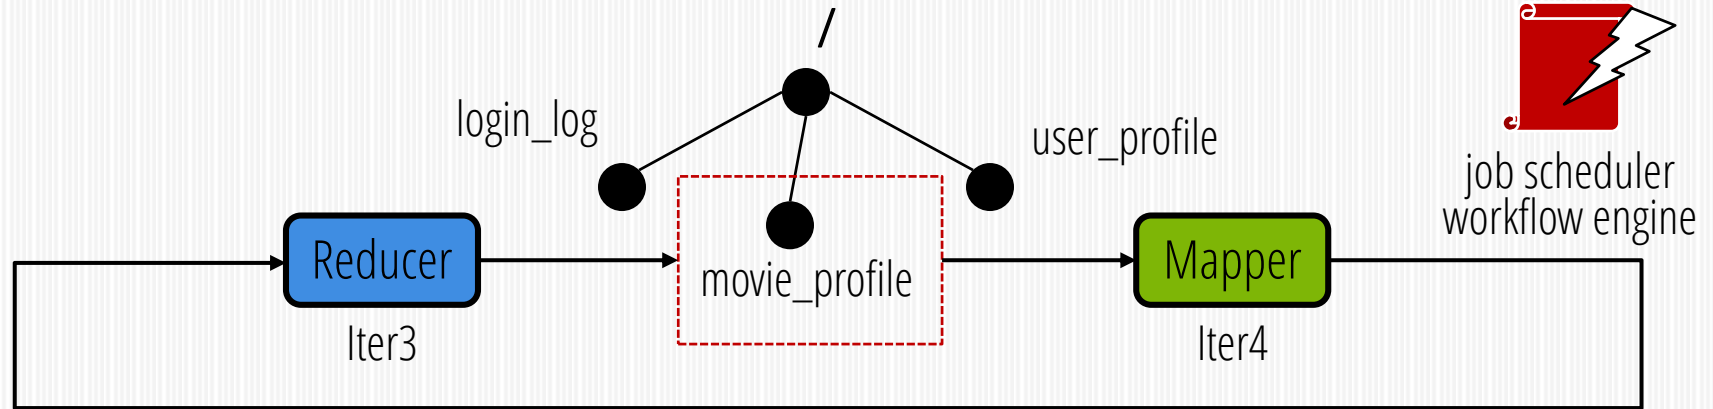 /
login_log
user_profile
job scheduler
workflow engine
Reducer
movie_profile
Mapper
Iter3
Iter4